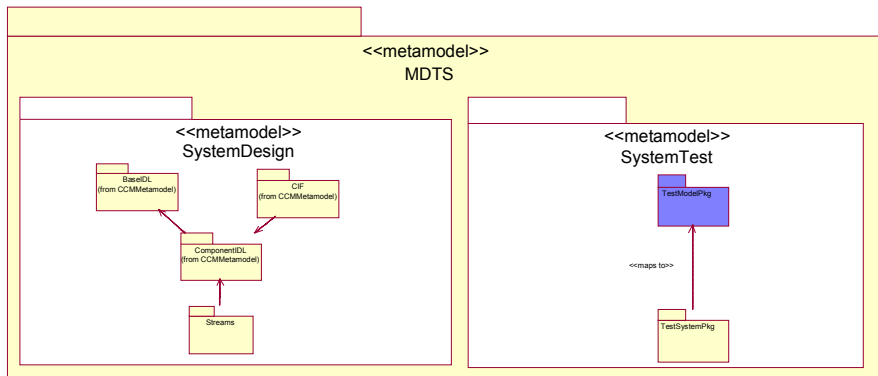 <<metamodel>>
MDTS
<<metamodel>>
SystemDesign
BaseIDL
(from CCMMetamodel)
CIF
(from CCMMetamodel)
ComponentIDL
(from CCMMetamodel)
Streams
<<metamodel>>
SystemTest
TestModelPkg
<<maps to>>
TestSystemPkg